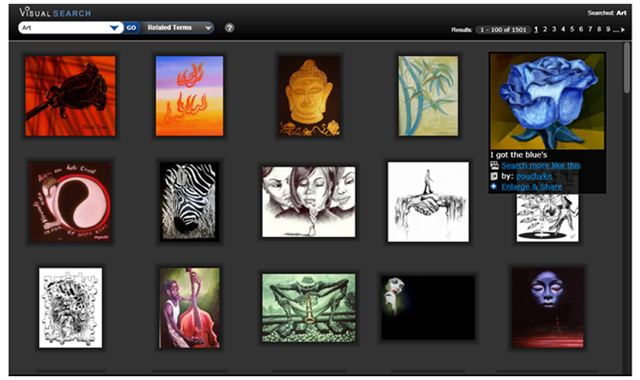 VISUAL SEARCH
Searched: Art
Art
GO
Related Terms
?
Results: 1 - 100 of 1501 1 2 3 4 5 6 7 8 9 ...
I got the blue's
Search more like this
by: pouchyke
Enlarge & Share